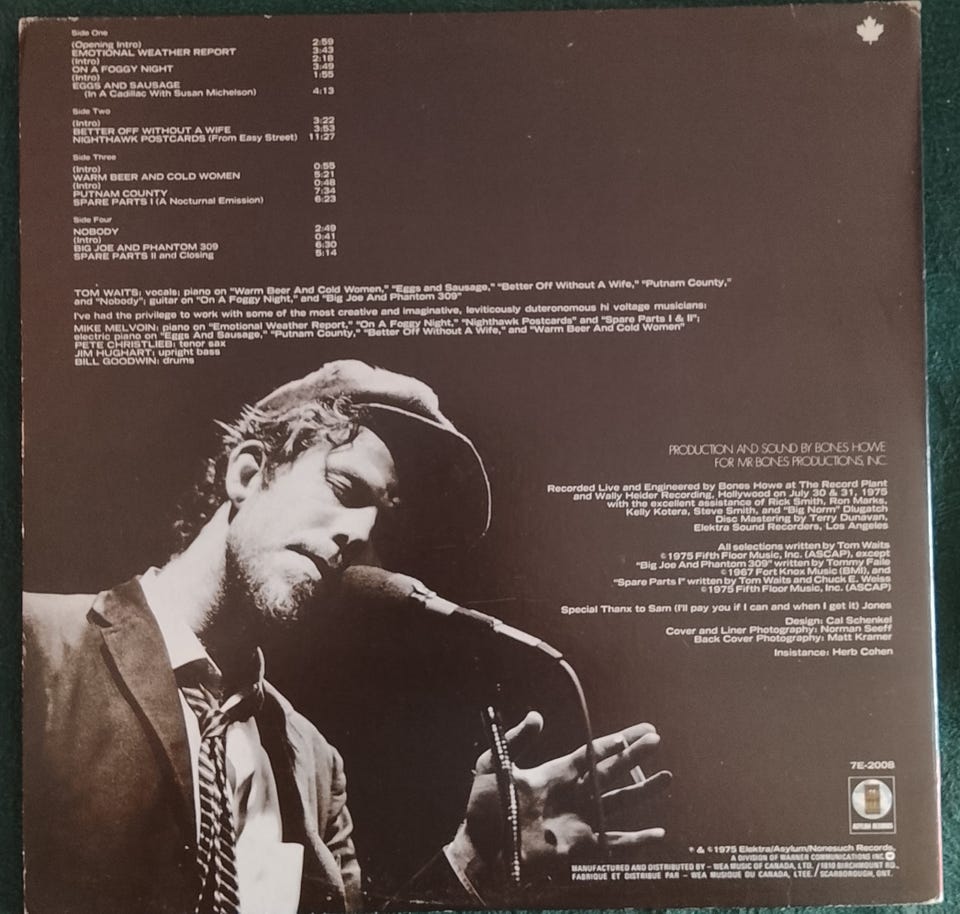 Side One
(Opening Intro) 2:59
EMOTIONAL WEATHER REPORT 3:43
(Intro) 2:18
ON A FOGGY NIGHT 3:49
(Intro) 1:55
EGGS AND SAUSAGE
(In A Cadillac With Susan Michelson) 4:13
Side Two
(Intro) 3:22
BETTER OFF WITHOUT A WIFE 3:53
NIGHTHAWK POSTCARDS (From Easy Street) 11:27
Side Three
(Intro) 0:55
WARM BEER AND COLD WOMEN 5:21
(Intro) 0:48
PUTNAM COUNTY 7:34
SPARE PARTS I (A Nocturnal Emission) 6:23
Side Four
NOBODY 2:49
(Intro) 0:41
BIG JOE AND PHANTOM 309 6:30
SPARE PARTS II and Closing 5:14
TOM WAITS: vocals; piano on "Warm Beer And Cold Women," "Eggs and Sausage," "Better Off Without A Wife," "Putnam County,"
and "Nobody"; guitar on "On A Foggy Night," and "Big Joe And Phantom 309"
I've had the privilege to work with some of the most creative and imaginative, leviticously duteronomous hi voltage musicians:
MIKE MELVOIN: piano on "Emotional Weather Report," "On A Foggy Night," "Nighthawk Postcards" and "Spare Parts I & II";
electric piano on "Eggs And Sausage," "Putnam County," "Better Off Without A Wife," and "Warm Beer And Cold Women"
PETE CHRISTLIEB: tenor sax
JIM HUGHART: upright bass
BILL GOODWIN: drums
PRODUCTION AND SOUND BY BONES HOWE
FOR MR. BONES PRODUCTIONS, INC.
Recorded Live and Engineered by Bones Howe at The Record Plant
and Wally Heider Recording, Hollywood on July 30 & 31, 1975
with the excellent assistance of Rick Smith, Ron Marks,
Kelly Kotera, Steve Smith, and "Big Norm" Dlugatch
Disc Mastering by Terry Dunavan,
Elektra Sound Recorders, Los Angeles
All selections written by Tom Waits
©1975 Fifth Floor Music, Inc. (ASCAP), except
"Big Joe And Phantom 309" written by Tommy Faile
©1967 Fort Knox Music (BMI), and
"Spare Parts I" written by Tom Waits and Chuck E. Weiss
©1975 Fifth Floor Music, Inc. (ASCAP)
Special Thanx to Sam (I'll pay you if I can and when I get it) Jones
Design: Cal Schenkel
Cover and Liner Photography: Norman Seeff
Back Cover Photography: Matt Kramer
Insistance: Herb Cohen
7E-2008
ASYLUM RECORDS
℗ & ©1975 Elektra/Asylum/Nonesuch Records
A DIVISION OF WARNER COMMUNICATIONS INC.
MANUFACTURED AND DISTRIBUTED BY – WEA MUSIC OF CANADA, LTD. / 1810 BIRCHMOUNT RD.,
FABRIQUE ET DISTRIBUE PAR – WEA MUSIQUE DU CANADA, LTEE. / SCARBOROUGH, ONT.